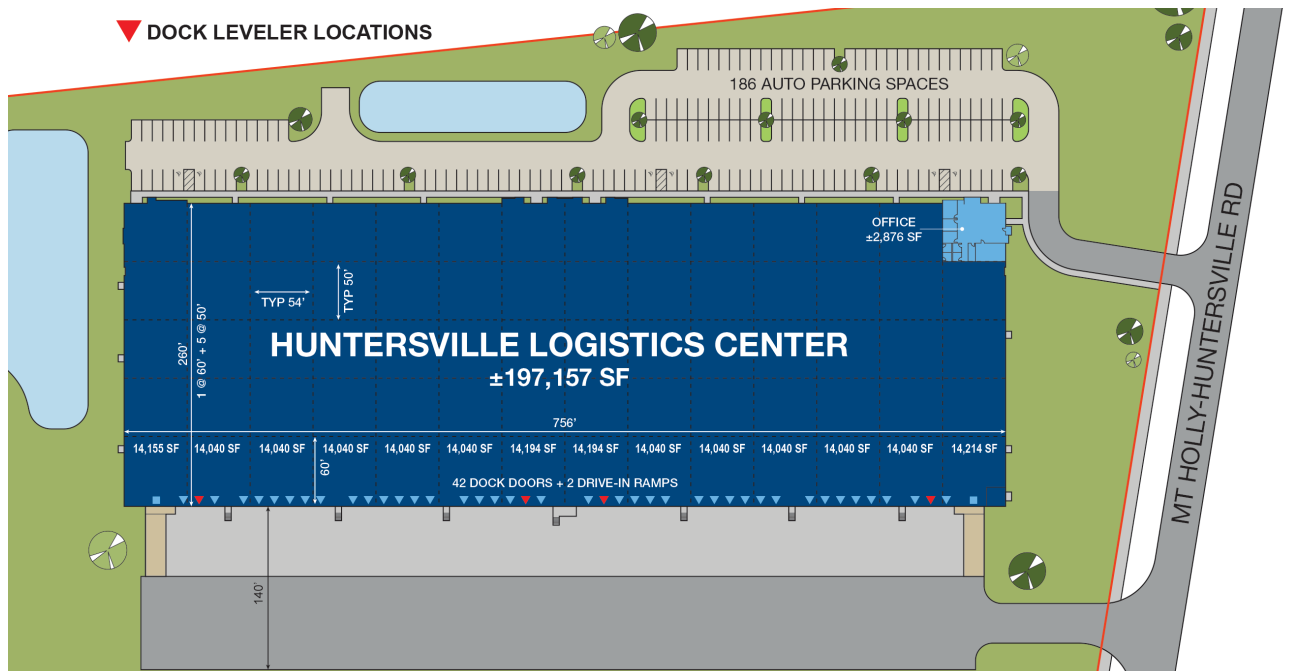 DOCK LEVELER LOCATIONS
186 AUTO PARKING SPACES
OFFICE
±2,876 SF
TYP 54'
TYP 50'
260'
1 @ 60' + 5 @ 50'
HUNTERSVILLE LOGISTICS CENTER
±197,157 SF
756'
14,155 SF 14,040 SF 14,040 SF 14,040 SF 14,040 SF 14,040 SF 14,194 SF 14,194 SF 14,040 SF 14,040 SF 14,040 SF 14,040 SF 14,040 SF 14,214 SF
60'
42 DOCK DOORS + 2 DRIVE-IN RAMPS
140'
MT HOLLY-HUNTERSVILLE RD